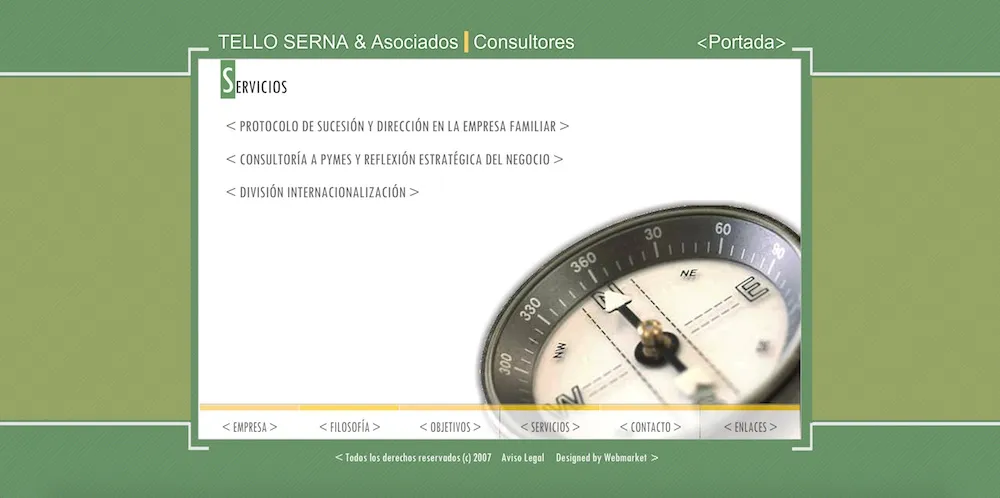 TELLO SERNA & Asociados | Consultores
<Portada>
SERVICIOS
< PROTOCOLO DE SUCESIÓN Y DIRECCIÓN EN LA EMPRESA FAMILIAR >
< CONSULTORÍA A PYMES Y REFLEXIÓN ESTRATÉGICA DEL NEGOCIO >
< DIVISIÓN INTERNACIONALIZACIÓN >
300 330 360 30 60 90
W NW N NE E
< EMPRESA > < FILOSOFÍA > < OBJETIVOS > < SERVICIOS > < CONTACTO > < ENLACES >
< Todos los derechos reservados (c) 2007 Aviso Legal Designed by Webmarket >